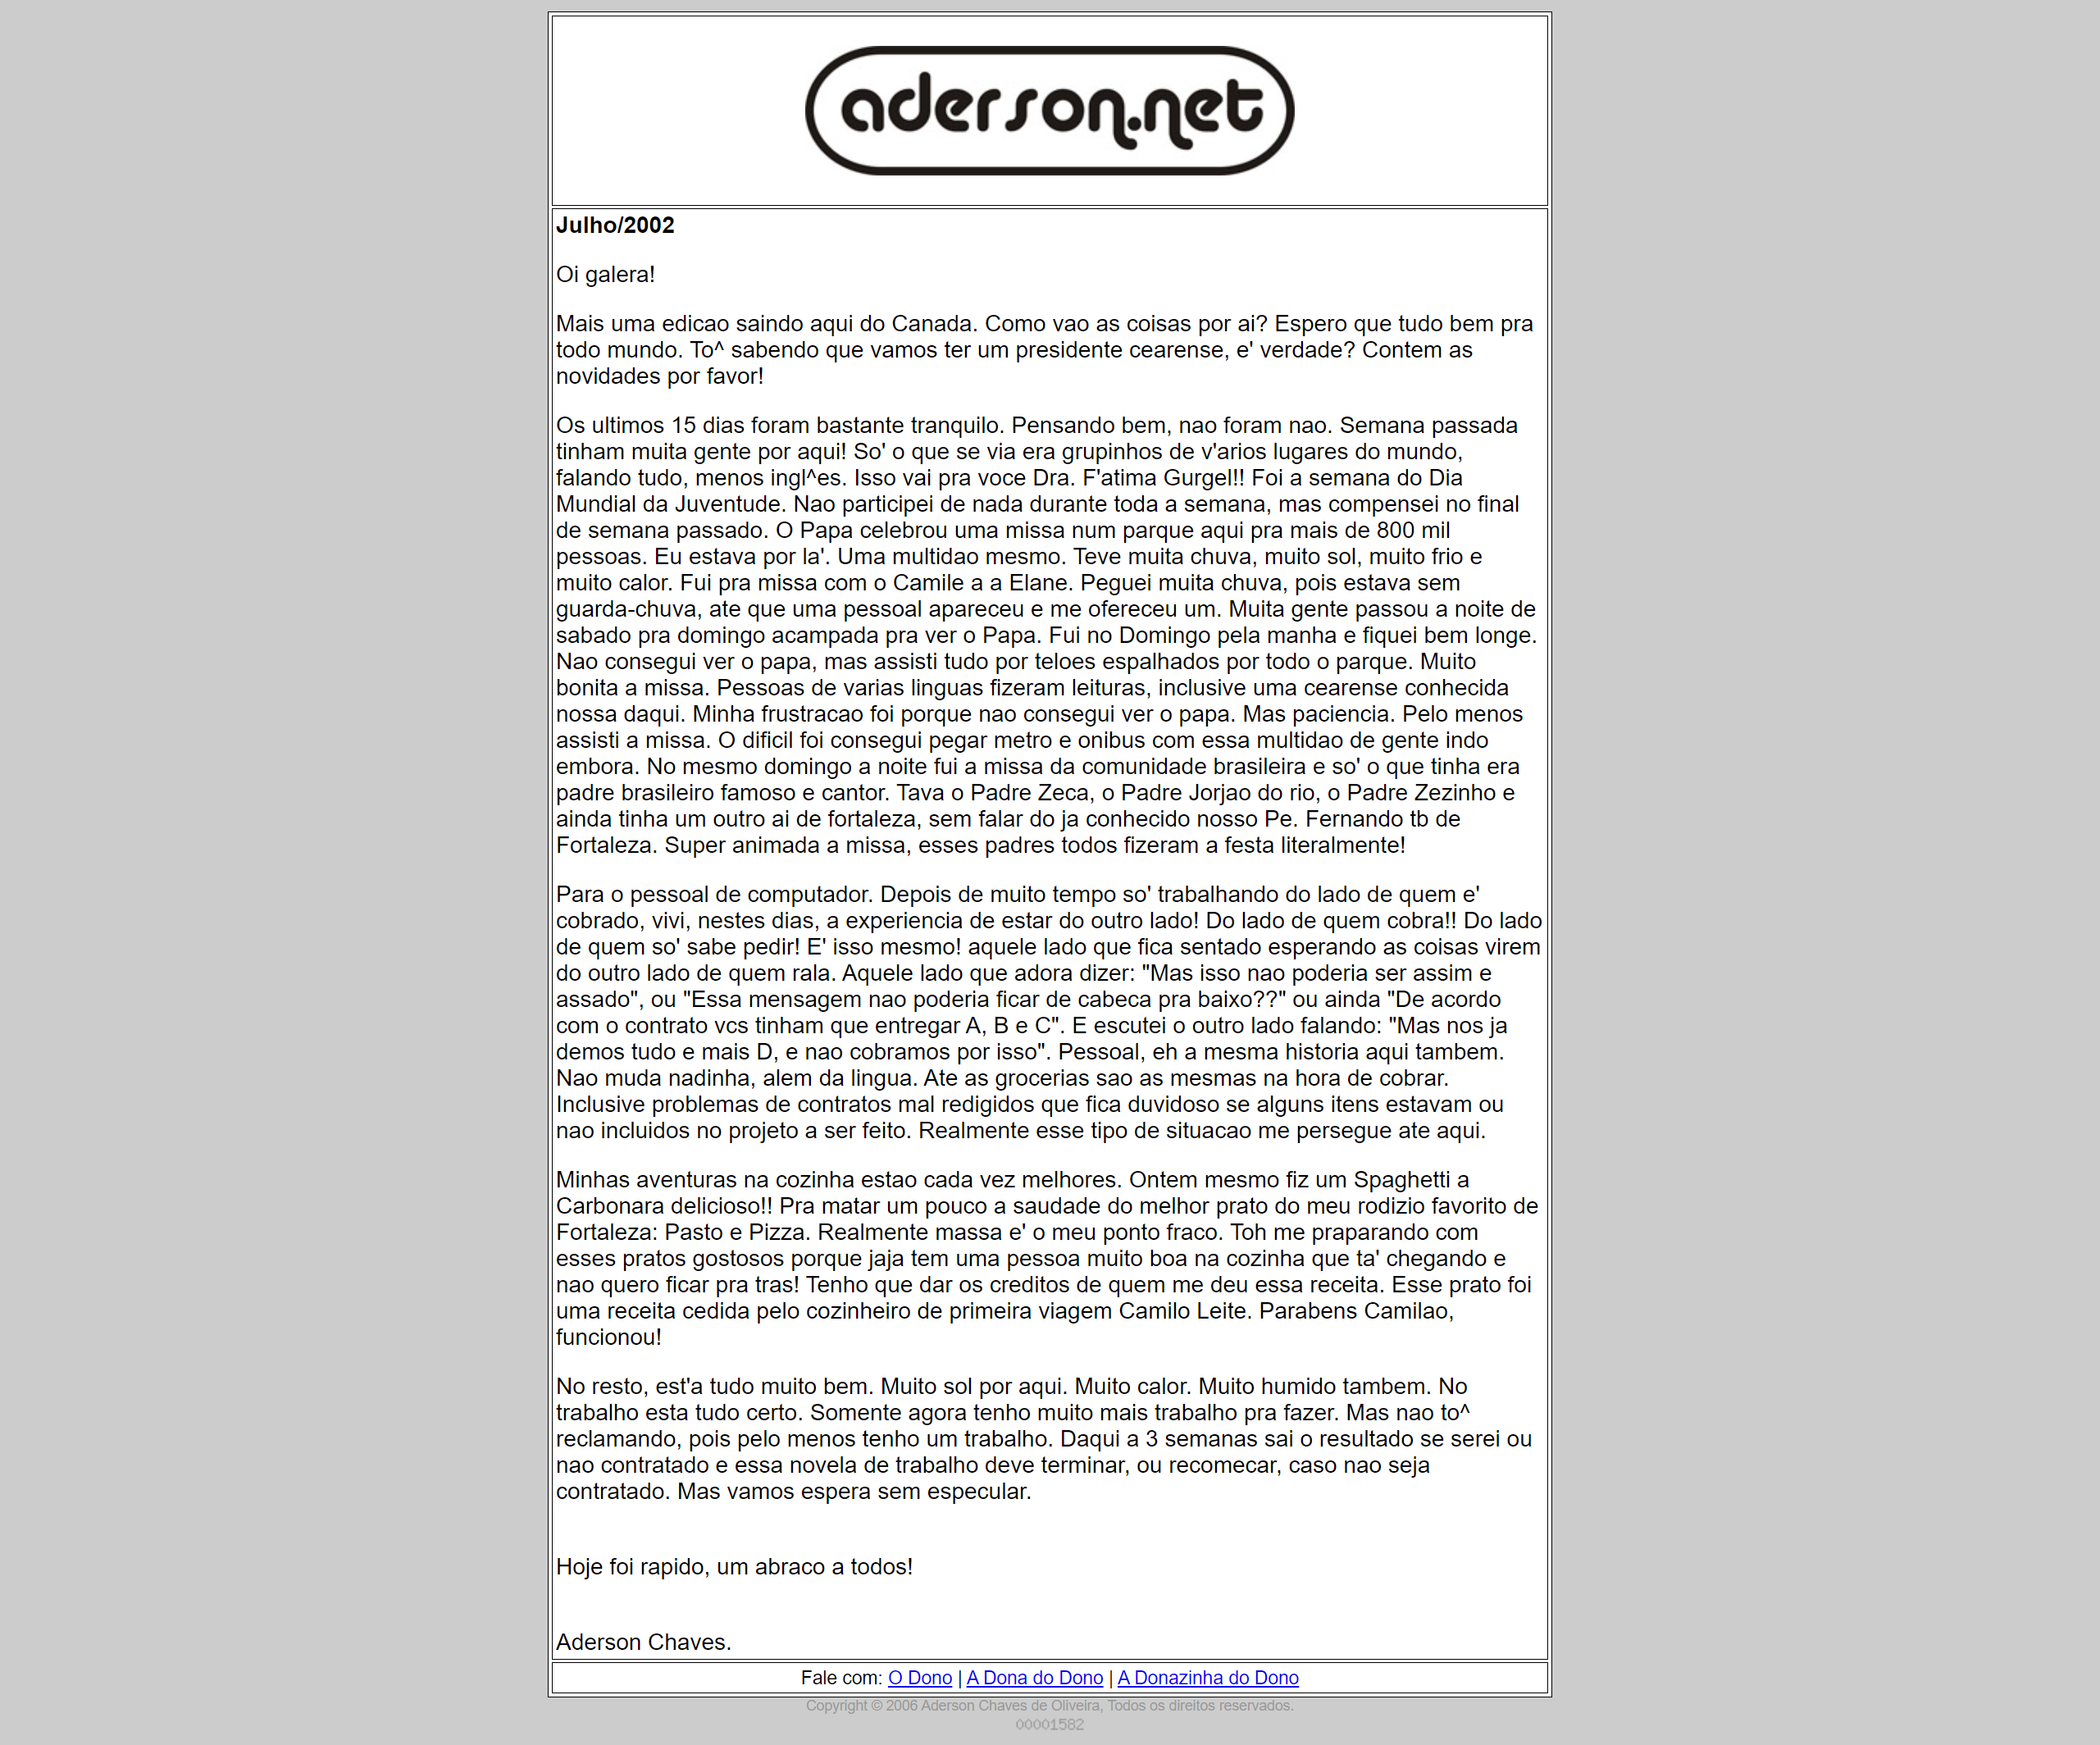 aderson.net
Julho/2002
Oi galera!
Mais uma edicao saindo aqui do Canada. Como vao as coisas por ai? Espero que tudo bem pra
todo mundo. To^ sabendo que vamos ter um presidente cearense, e' verdade? Contem as
novidades por favor!
Os ultimos 15 dias foram bastante tranquilo. Pensando bem, nao foram nao. Semana passada
tinham muita gente por aqui! So' o que se via era grupinhos de v'arios lugares do mundo,
falando tudo, menos ingl^es. Isso vai pra voce Dra. F'atima Gurgel!! Foi a semana do Dia
Mundial da Juventude. Nao participei de nada durante toda a semana, mas compensei no final
de semana passado. O Papa celebrou uma missa num parque aqui pra mais de 800 mil
pessoas. Eu estava por la'. Uma multidao mesmo. Teve muita chuva, muito sol, muito frio e
muito calor. Fui pra missa com o Camile a a Elane. Peguei muita chuva, pois estava sem
guarda-chuva, ate que uma pessoal apareceu e me ofereceu um. Muita gente passou a noite de
sabado pra domingo acampada pra ver o Papa. Fui no Domingo pela manha e fiquei bem longe.
Nao consegui ver o papa, mas assisti tudo por teloes espalhados por todo o parque. Muito
bonita a missa. Pessoas de varias linguas fizeram leituras, inclusive uma cearense conhecida
nossa daqui. Minha frustracao foi porque nao consegui ver o papa. Mas paciencia. Pelo menos
assisti a missa. O dificil foi consegui pegar metro e onibus com essa multidao de gente indo
embora. No mesmo domingo a noite fui a missa da comunidade brasileira e so' o que tinha era
padre brasileiro famoso e cantor. Tava o Padre Zeca, o Padre Jorjao do rio, o Padre Zezinho e
ainda tinha um outro ai de fortaleza, sem falar do ja conhecido nosso Pe. Fernando tb de
Fortaleza. Super animada a missa, esses padres todos fizeram a festa literalmente!
Para o pessoal de computador. Depois de muito tempo so' trabalhando do lado de quem e'
cobrado, vivi, nestes dias, a experiencia de estar do outro lado! Do lado de quem cobra!! Do lado
de quem so' sabe pedir! E' isso mesmo! aquele lado que fica sentado esperando as coisas virem
do outro lado de quem rala. Aquele lado que adora dizer: "Mas isso nao poderia ser assim e
assado", ou "Essa mensagem nao poderia ficar de cabeca pra baixo??" ou ainda "De acordo
com o contrato vcs tinham que entregar A, B e C". E escutei o outro lado falando: "Mas nos ja
demos tudo e mais D, e nao cobramos por isso". Pessoal, eh a mesma historia aqui tambem.
Nao muda nadinha, alem da lingua. Ate as grocerias sao as mesmas na hora de cobrar.
Inclusive problemas de contratos mal redigidos que fica duvidoso se alguns itens estavam ou
nao incluidos no projeto a ser feito. Realmente esse tipo de situacao me persegue ate aqui.
Minhas aventuras na cozinha estao cada vez melhores. Ontem mesmo fiz um Spaghetti a
Carbonara delicioso!! Pra matar um pouco a saudade do melhor prato do meu rodizio favorito de
Fortaleza: Pasto e Pizza. Realmente massa e' o meu ponto fraco. Toh me praparando com
esses pratos gostosos porque jaja tem uma pessoa muito boa na cozinha que ta' chegando e
nao quero ficar pra tras! Tenho que dar os creditos de quem me deu essa receita. Esse prato foi
uma receita cedida pelo cozinheiro de primeira viagem Camilo Leite. Parabens Camilao,
funcionou!
No resto, est'a tudo muito bem. Muito sol por aqui. Muito calor. Muito humido tambem. No
trabalho esta tudo certo. Somente agora tenho muito mais trabalho pra fazer. Mas nao to^
reclamando, pois pelo menos tenho um trabalho. Daqui a 3 semanas sai o resultado se serei ou
nao contratado e essa novela de trabalho deve terminar, ou recomecar, caso nao seja
contratado. Mas vamos espera sem especular.
Hoje foi rapido, um abraco a todos!
Aderson Chaves.
Fale com: O Dono | A Dona do Dono | A Donazinha do Dono
Copyright © 2006 Aderson Chaves de Oliveira, Todos os direitos reservados.
00001582